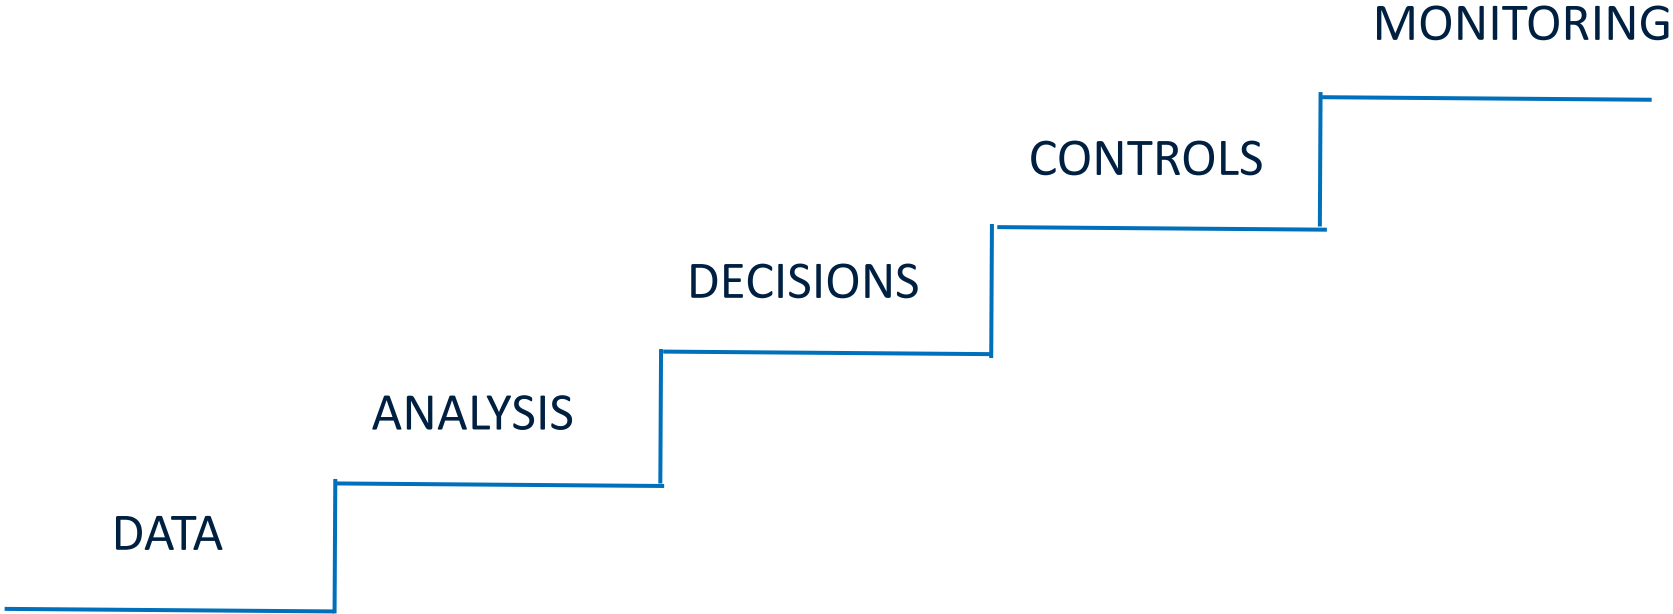 MONITORING
CONTROLS
DECISIONS
ANALYSIS
DATA